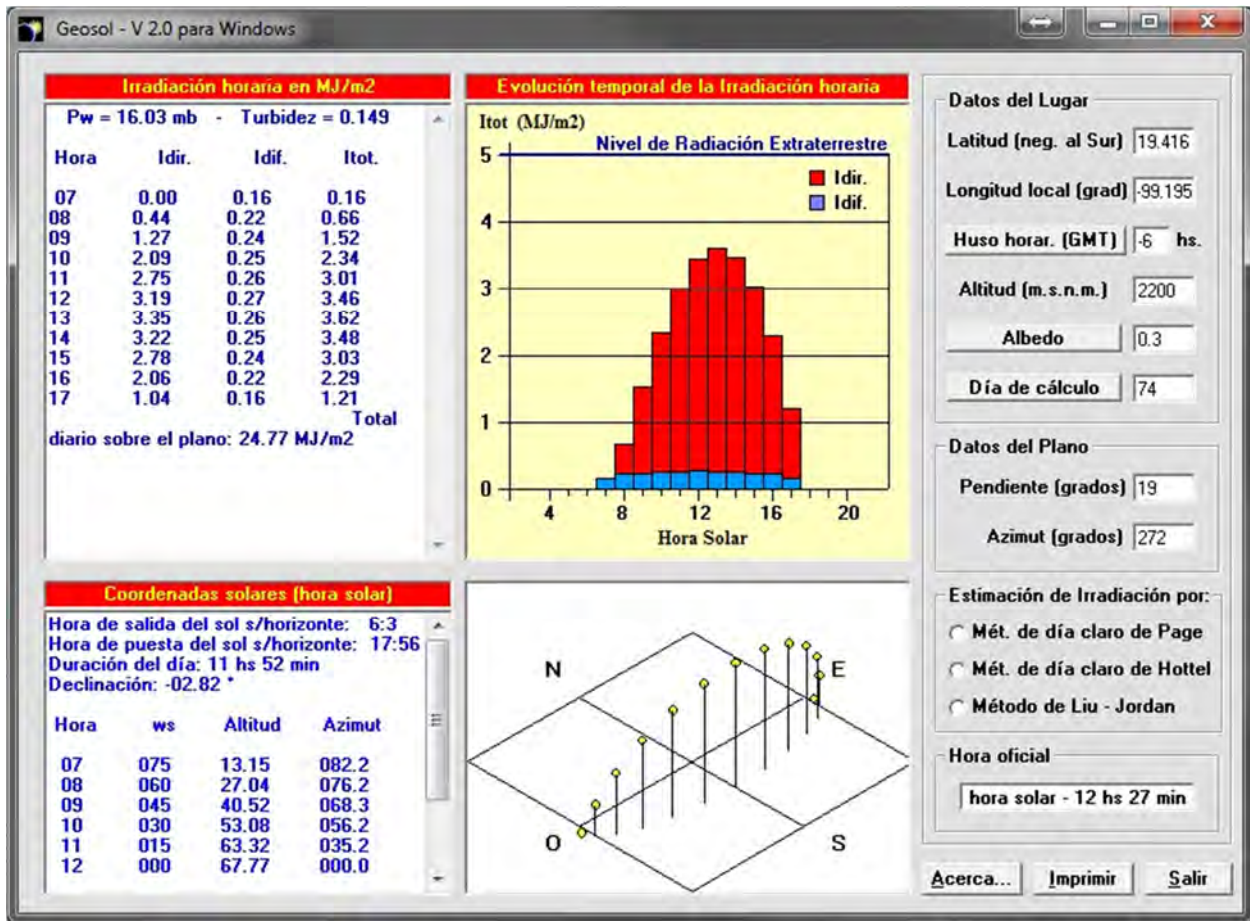 Geosol - V 2.0 para Windows
Irradiación horaria en MJ/m2
Pw = 16.03 mb - Turbidez = 0.149
Hora Idir. Idif. Itot.
07 0.00 0.16 0.16
08 0.44 0.22 0.66
09 1.27 0.24 1.52
10 2.09 0.25 2.34
11 2.75 0.26 3.01
12 3.19 0.27 3.46
13 3.35 0.26 3.62
14 3.22 0.25 3.48
15 2.78 0.24 3.03
16 2.06 0.22 2.29
17 1.04 0.16 1.21
Total
diario sobre el plano: 24.77 MJ/m2
Evolución temporal de la Irradiación horaria
Itot (MJ/m2)
Nivel de Radiación Extraterrestre
Idir.
Idif.
5
4
3
2
1
0
4 8 12 16 20
Hora Solar
Coordenadas solares (hora solar)
Hora de salida del sol s/horizonte: 6:3
Hora de puesta del sol s/horizonte: 17:56
Duración del día: 11 hs 52 min
Declinación: -02.82 °
Hora ws Altitud Azimut
07 075 13.15 082.2
08 060 27.04 076.2
09 045 40.52 068.3
10 030 53.08 056.2
11 015 63.32 035.2
12 000 67.77 000.0
N E
O S
Datos del Lugar
Latitud (neg. al Sur) 19.416
Longitud local (grad) -99.195
Huso horar. (GMT) -6 hs.
Altitud (m.s.n.m.) 2200
Albedo 0.3
Día de cálculo 74
Datos del Plano
Pendiente (grados) 19
Azimut (grados) 272
Estimación de Irradiación por:
Mét. de día claro de Page
Mét. de día claro de Hottel
Método de Liu - Jordan
Hora oficial
hora solar - 12 hs 27 min
Acerca... Imprimir Salir